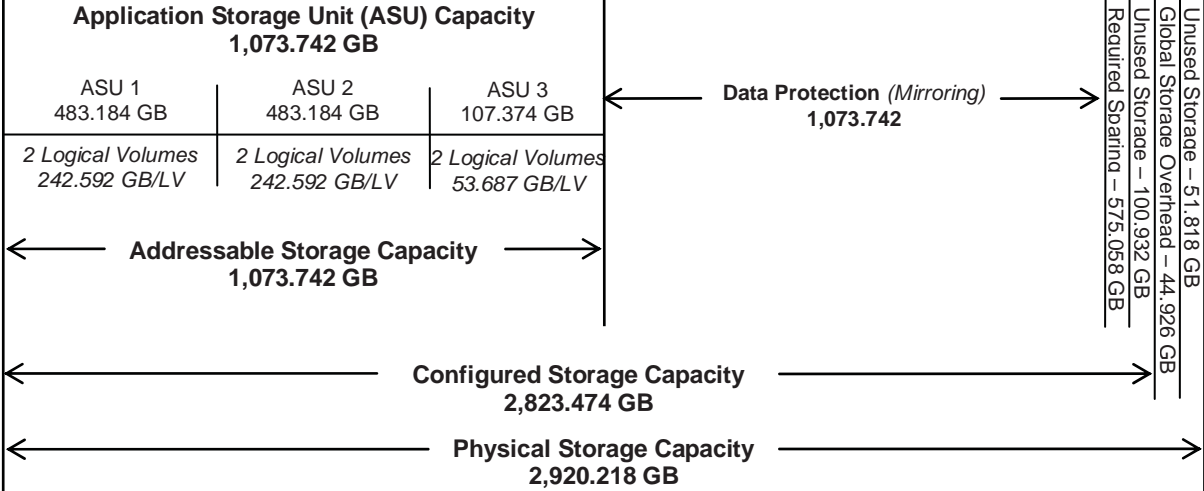 Application Storage Unit (ASU) Capacity
1,073.742 GB
ASU 1
483.184 GB
ASU 2
483.184 GB
ASU 3
107.374 GB
2 Logical Volumes
242.592 GB/LV
2 Logical Volumes
242.592 GB/LV
2 Logical Volumes
53.687 GB/LV
Addressable Storage Capacity
1,073.742 GB
Data Protection (Mirroring)
1,073.742
Required Sparing – 575.058 GB
Unused Storage – 100.932 GB
Global Storage Overhead – 44.926 GB
Unused Storage – 51.818 GB
Configured Storage Capacity
2,823.474 GB
Physical Storage Capacity
2,920.218 GB